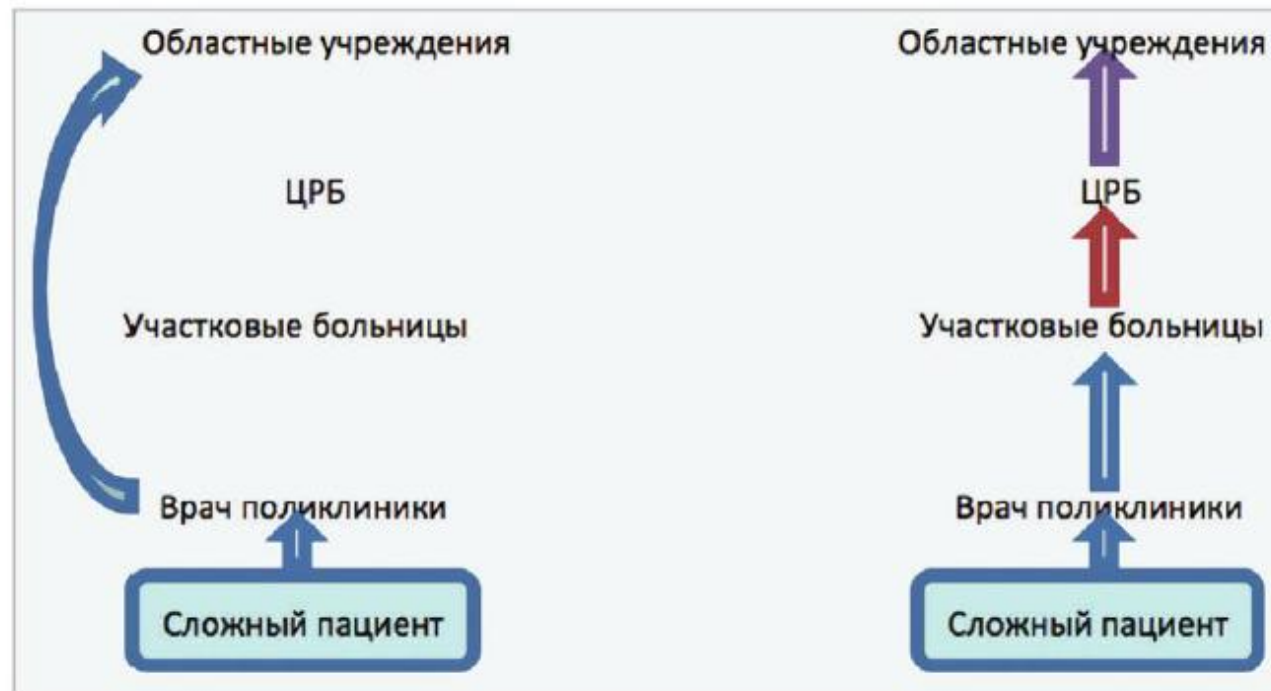 Областные учреждения
ЦРБ
Участковые больницы
Врач поликлиники
Сложный пациент
Областные учреждения
ЦРБ
Участковые больницы
Врач поликлиники
Сложный пациент